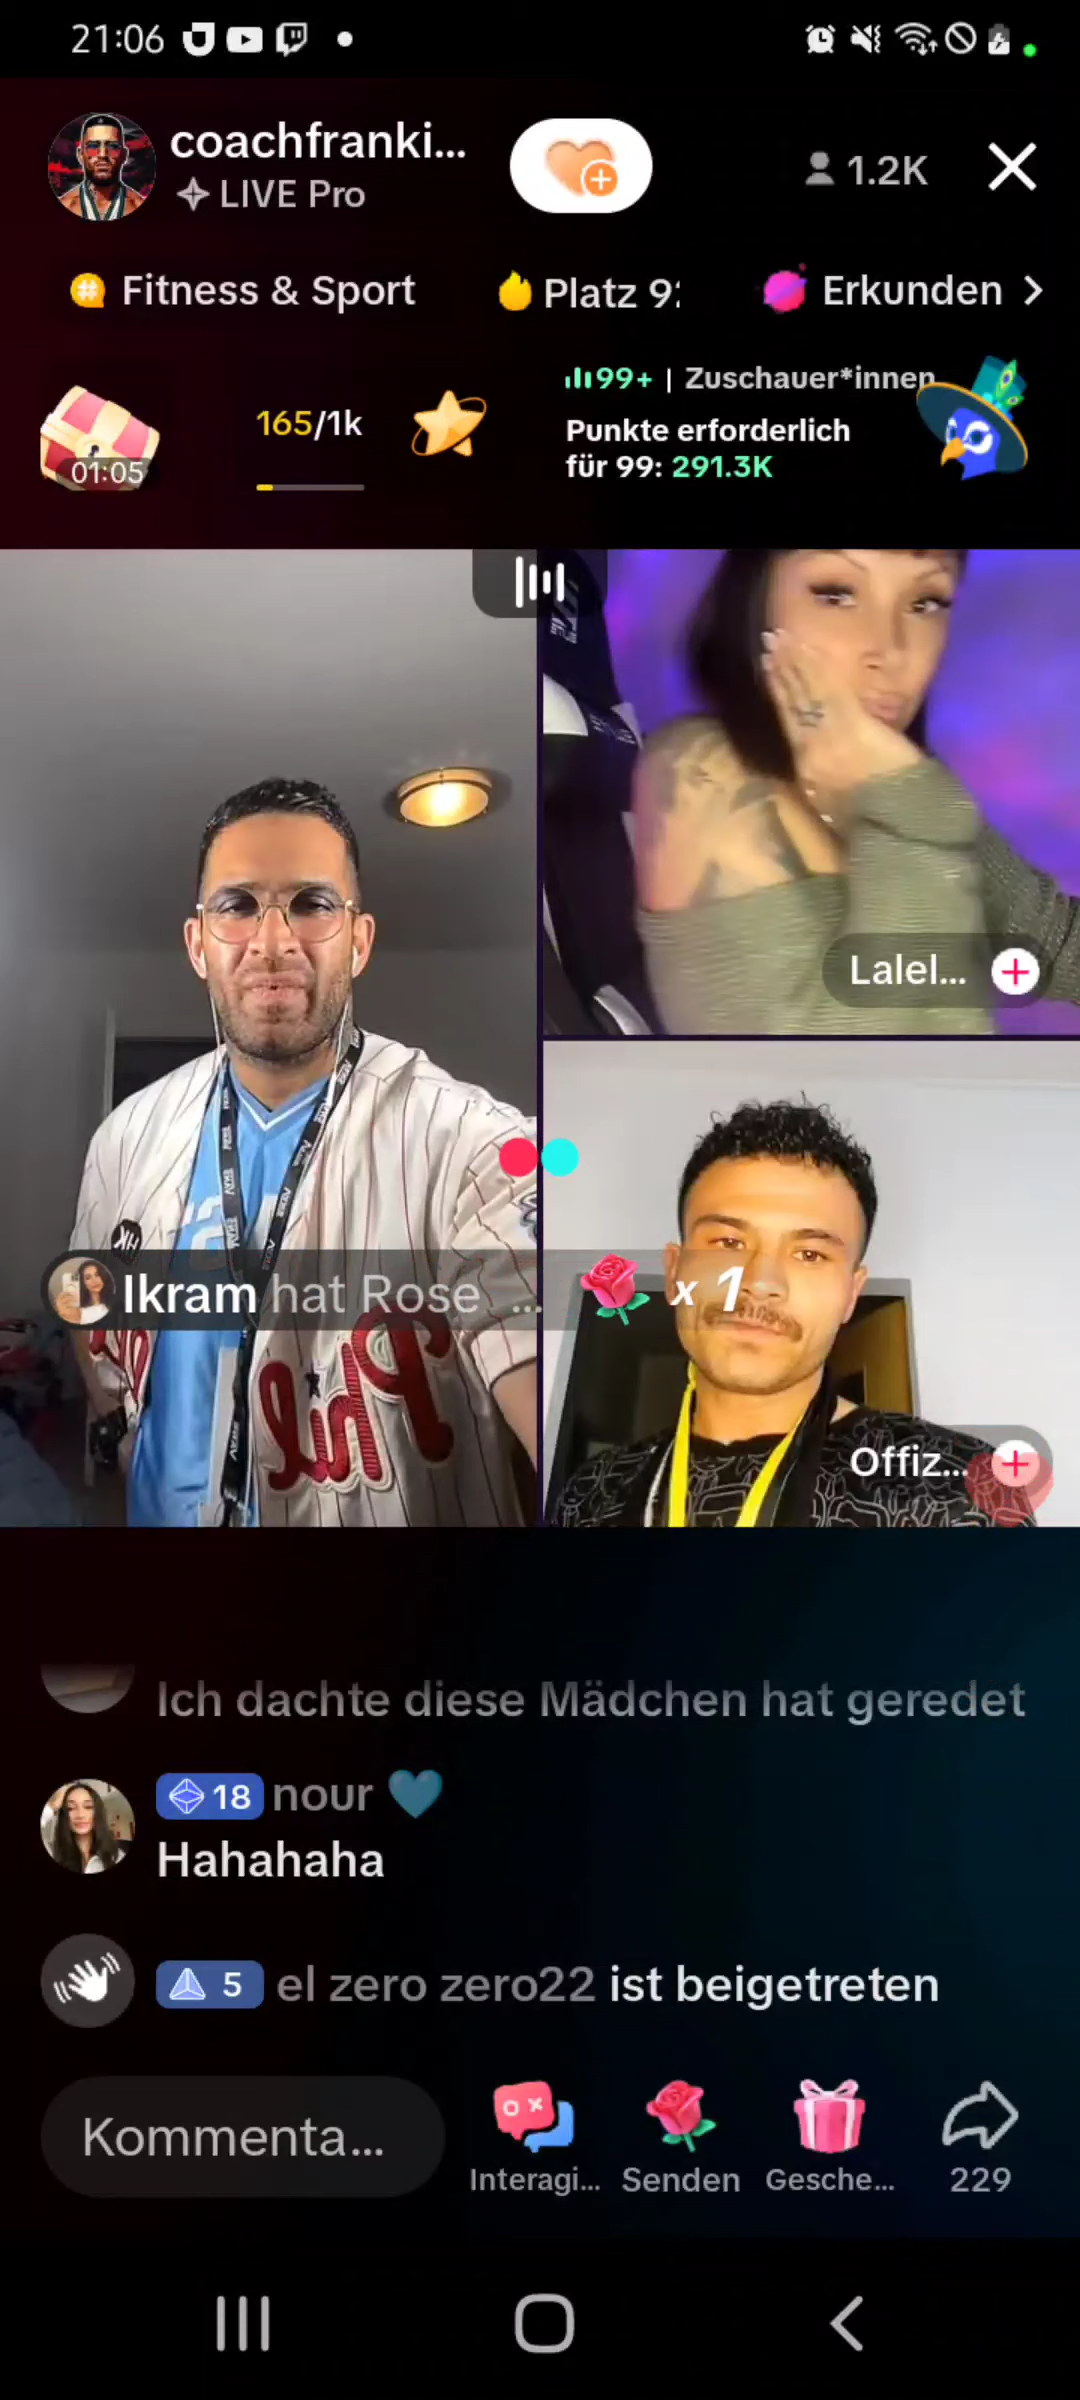 21:06
coachfranki...
LIVE Pro
1.2K
Fitness & Sport
Platz 9
Erkunden
01:05
165/1k
99+ | Zuschauer*innen
Punkte erforderlich
für 99: 291.3K
Lalel...
Ikram hat Rose ...
x 1
Phil
Offiz...
Ich dachte diese Mädchen hat geredet
18 nour
Hahahaha
5 el zero zero22 ist beigetreten
Kommenta...
Interagi...
Senden
Gesche...
229